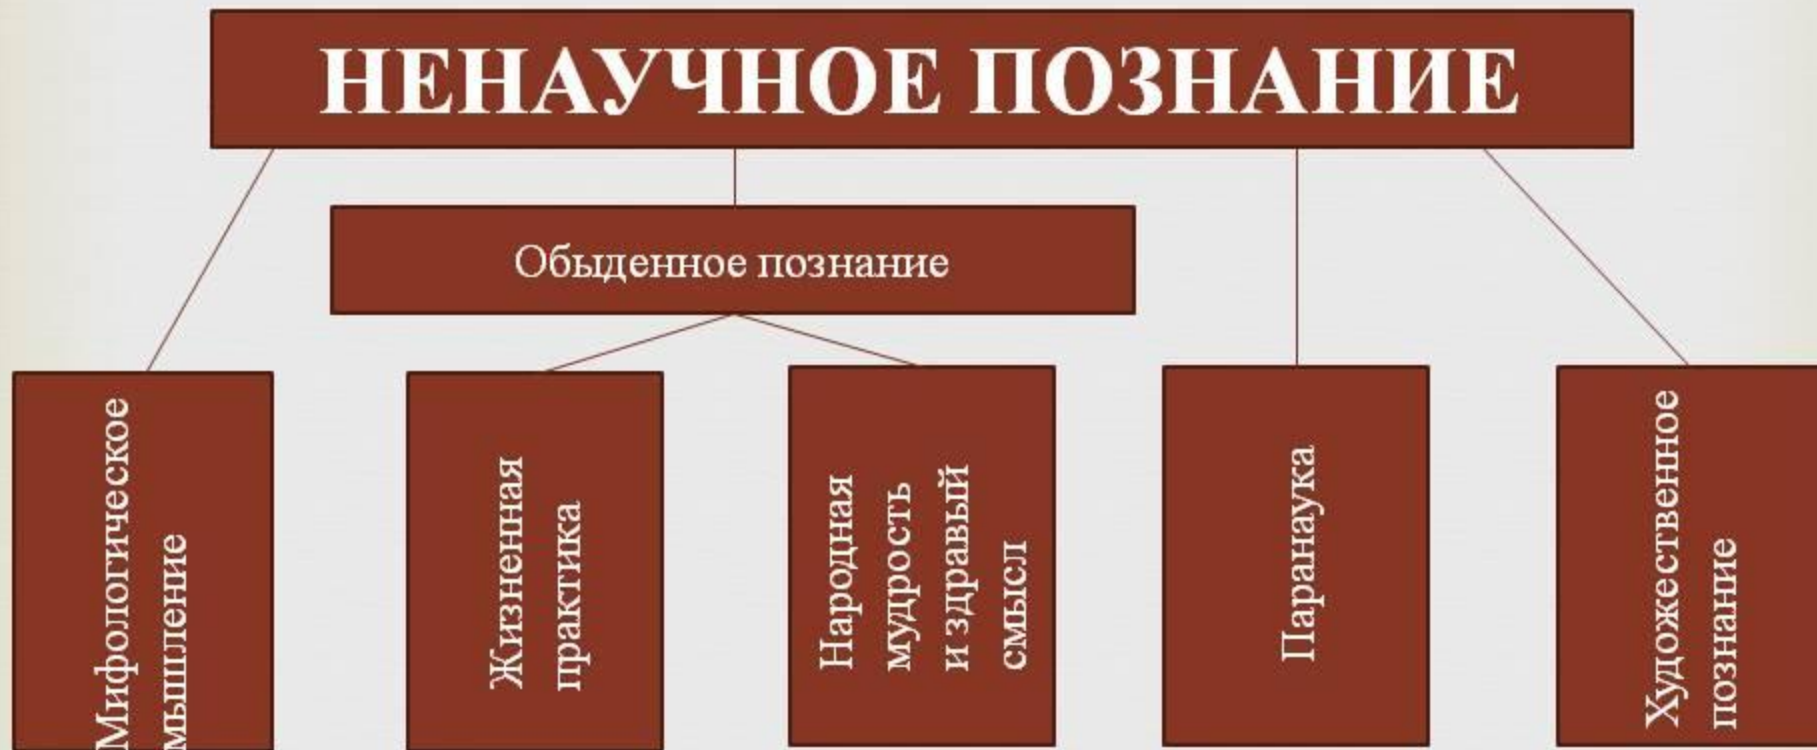 НЕНАУЧНОЕ ПОЗНАНИЕ
Обыденное познание
Мифологическое
мышление
Жизненная
практика
Народная
мудрость
и здравый
смысл
Паранаука
Художественное
познание